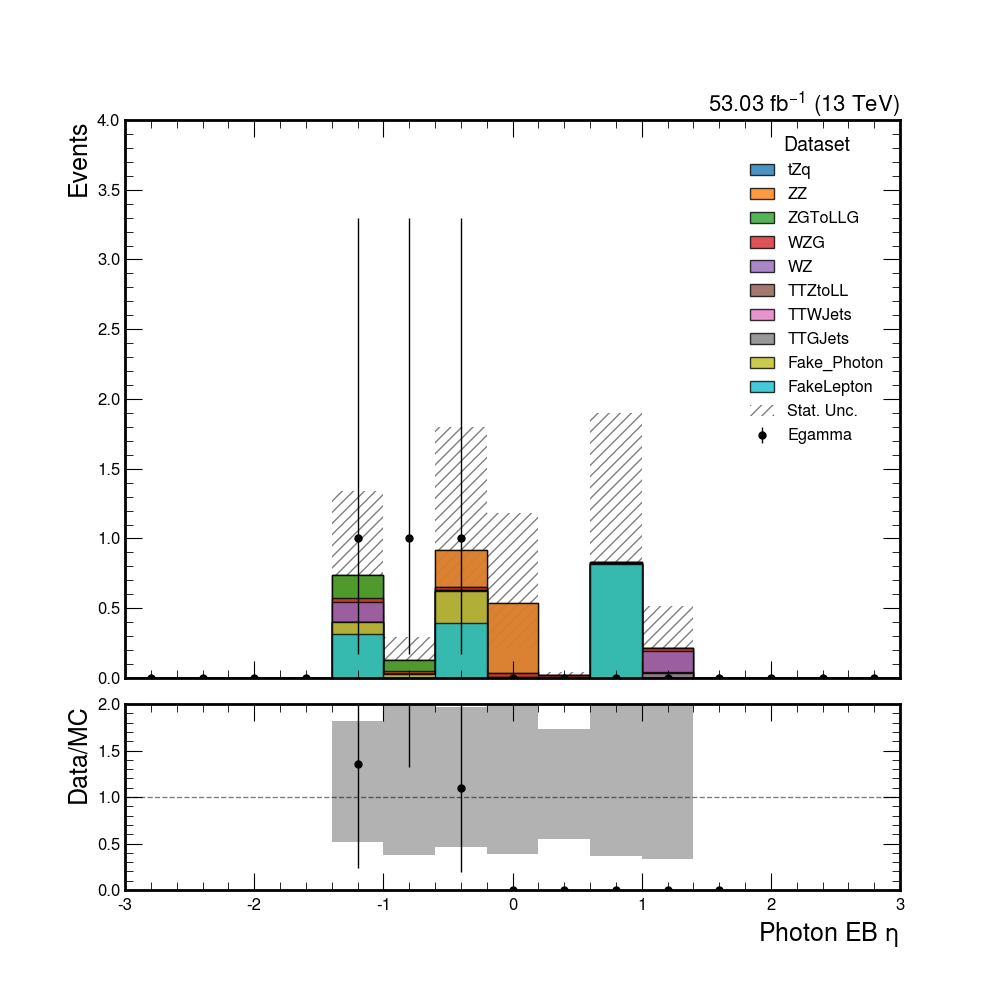 53.03 fb⁻¹ (13 TeV)
Events
4.0
3.5
3.0
2.5
2.0
1.5
1.0
0.5
0.0
Dataset
tZq
ZZ
ZGToLLG
WZG
WZ
TTZtoLL
TTWJets
TTGJets
Fake_Photon
FakeLepton
Stat. Unc.
Egamma
Data/MC
2.0
1.5
1.0
0.5
0.0
-3 -2 -1 0 1 2 3
Photon EB η